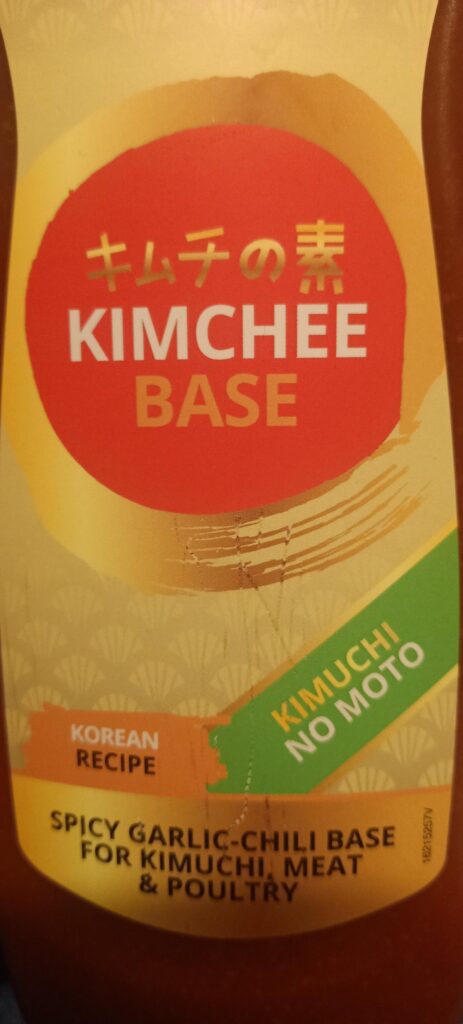 キムチの素
KIMCHEE
BASE
KIMUCHI
NO MOTO
KOREAN
RECIPE
SPICY GARLIC-CHILI BASE
FOR KIMUCHI, MEAT
& POULTRY
16215257V